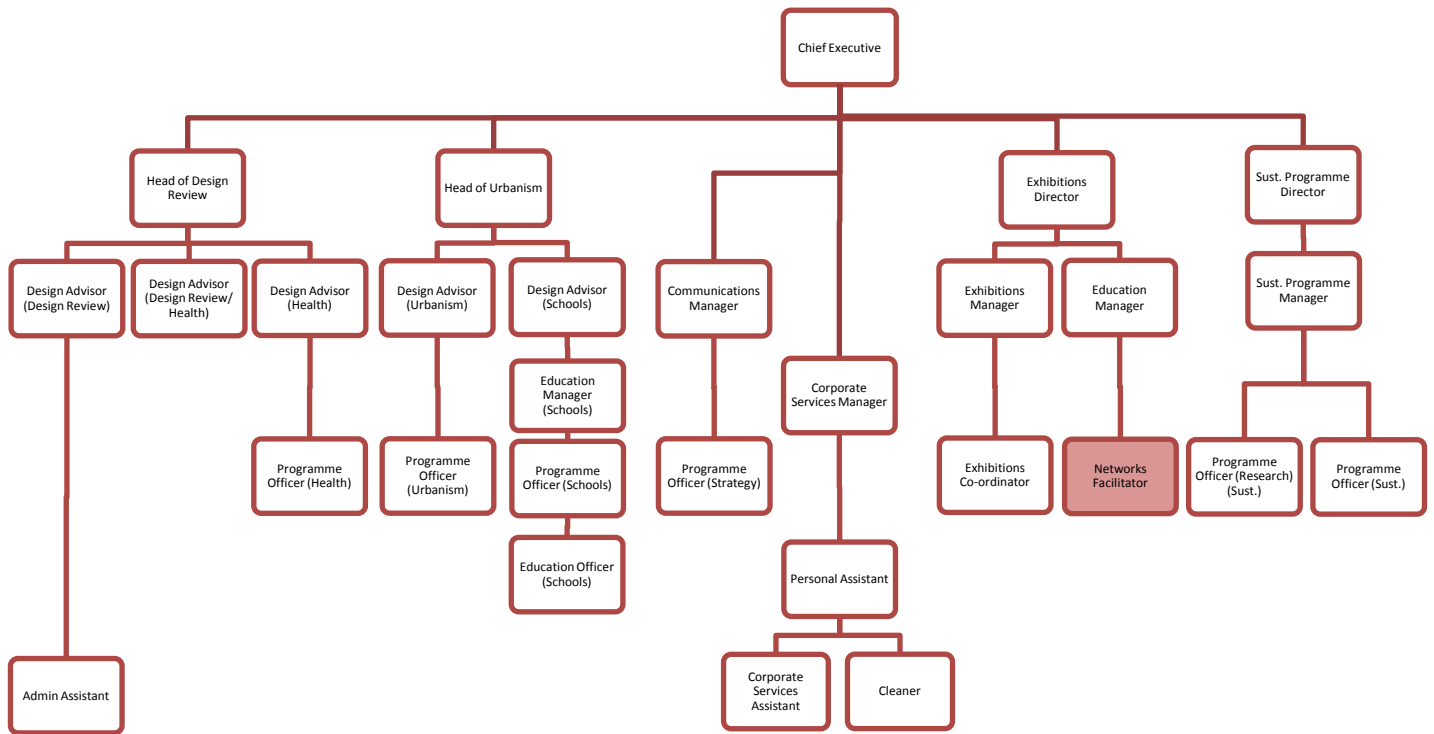 Chief Executive
Head of Design
Review
Head of Urbanism
Exhibitions
Director
Sust. Programme
Director
Design Advisor
(Design Review)
Design Advisor
(Design Review/
Health)
Design Advisor
(Health)
Design Advisor
(Urbanism)
Design Advisor
(Schools)
Communications
Manager
Exhibitions
Manager
Education
Manager
Sust. Programme
Manager
Education
Manager
(Schools)
Corporate
Services Manager
Programme
Officer (Health)
Programme
Officer
(Urbanism)
Programme
Officer (Schools)
Programme
Officer (Strategy)
Exhibitions
Co-ordinator
Networks
Facilitator
Programme
Officer (Research)
(Sust.)
Programme
Officer (Sust.)
Education Officer
(Schools)
Personal Assistant
Admin Assistant
Corporate
Services
Assistant
Cleaner